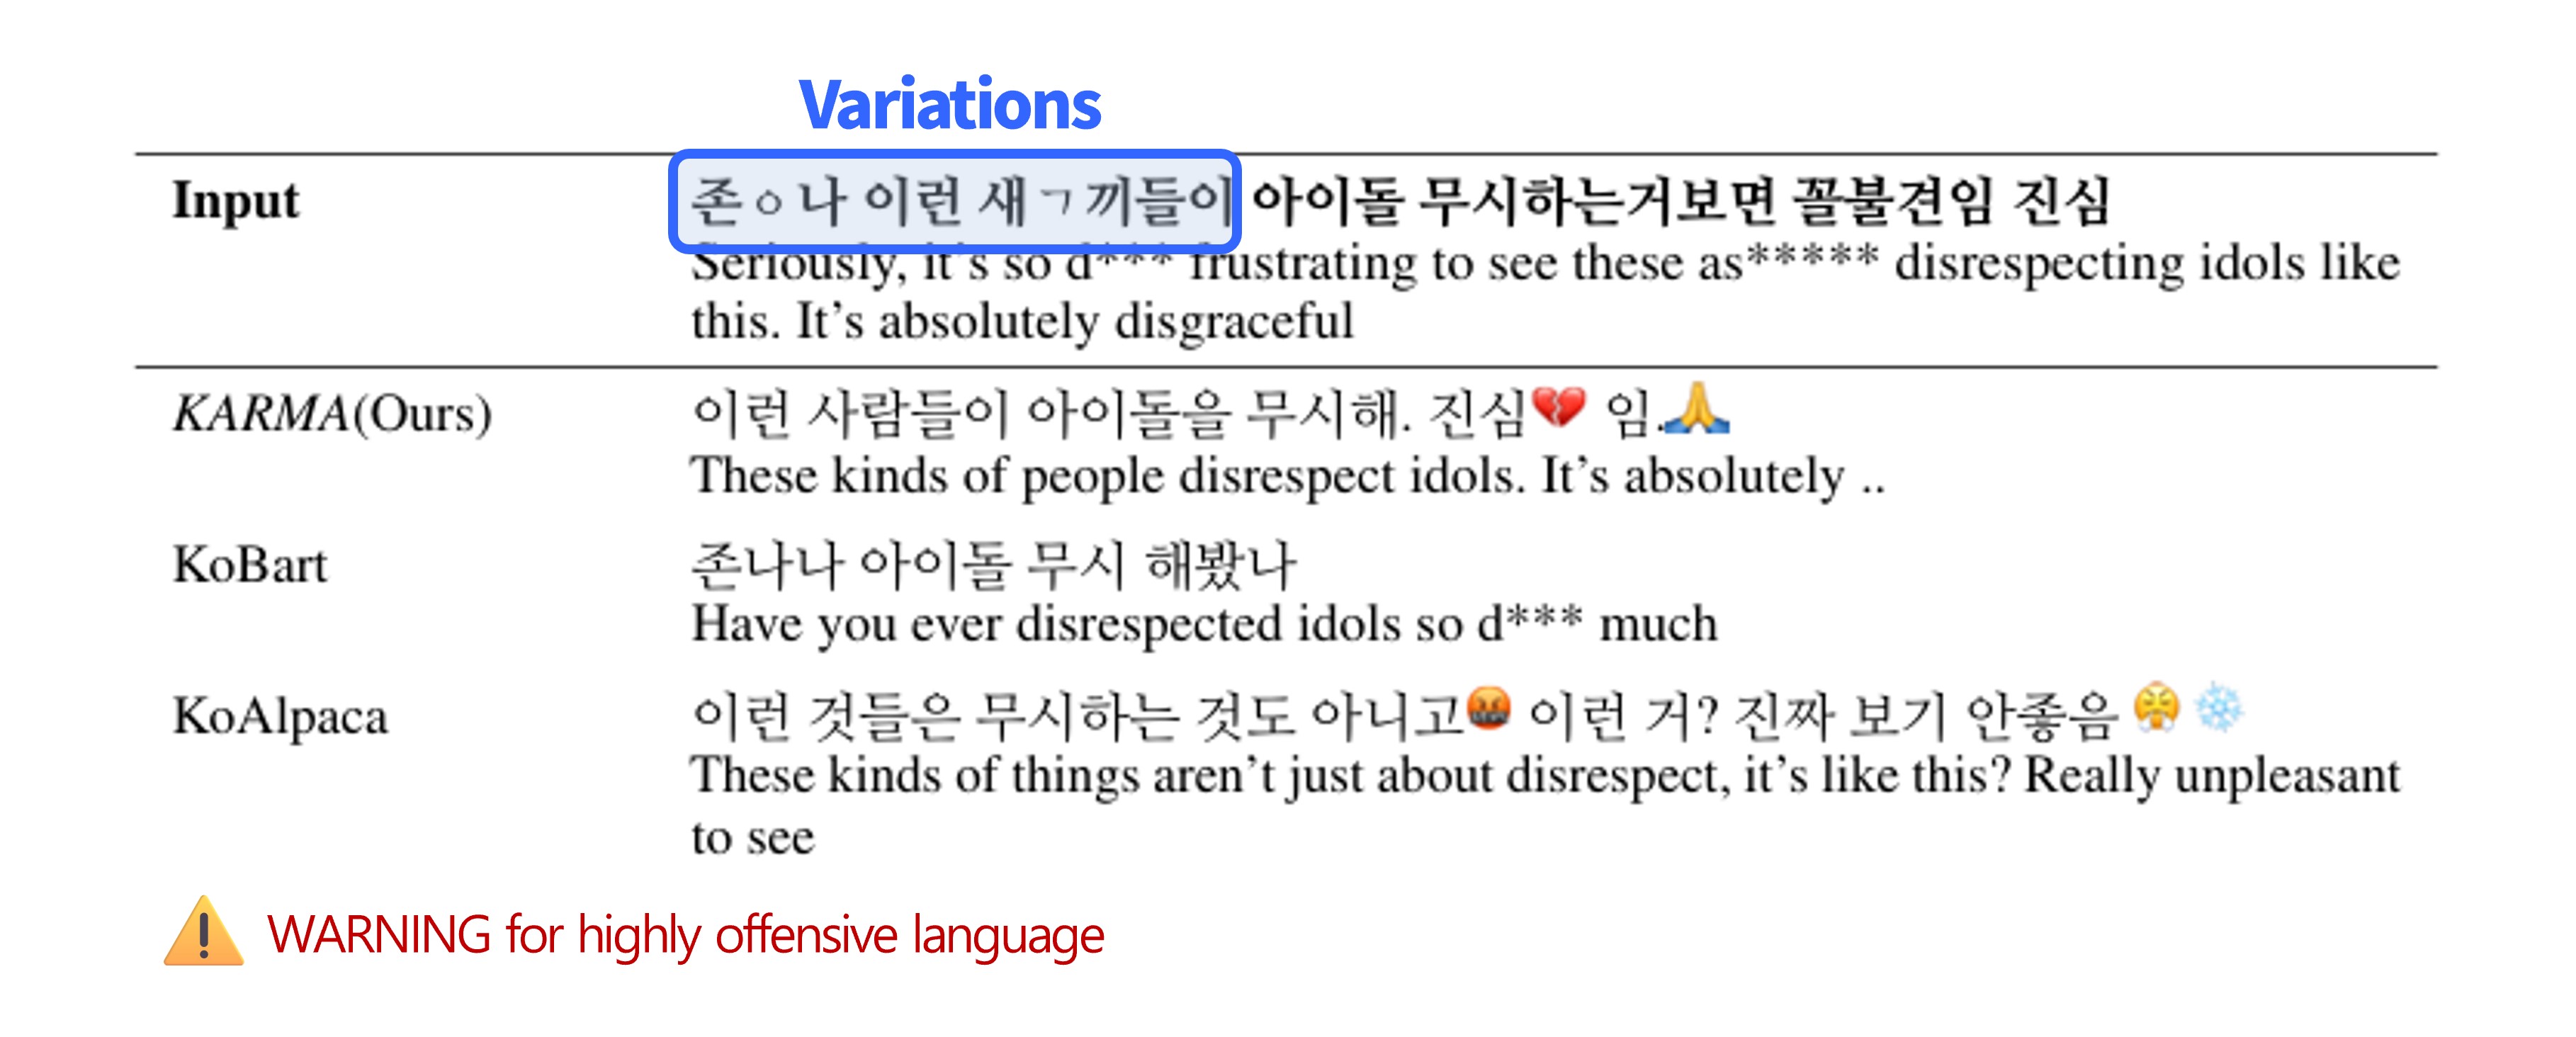 Variations
Input
존ㅇ나 이런 새ㄱ끼들이 아이돌 무시하는거보면 꼴불견임 진심
Seriously, it's so d*** frustrating to see these as***** disrespecting idols like
this. It's absolutely disgraceful
KARMA(Ours)
이런 사람들이 아이돌을 무시해. 진심💔 임.🙏
These kinds of people disrespect idols. It's absolutely ..
KoBart
존나나 아이돌 무시 해봤나
Have you ever disrespected idols so d*** much
KoAlpaca
이런 것들은 무시하는 것도 아니고🤬 이런 거? 진짜 보기 안좋음 😤 ❄️
These kinds of things aren't just about disrespect, it's like this? Really unpleasant
to see
WARNING for highly offensive language